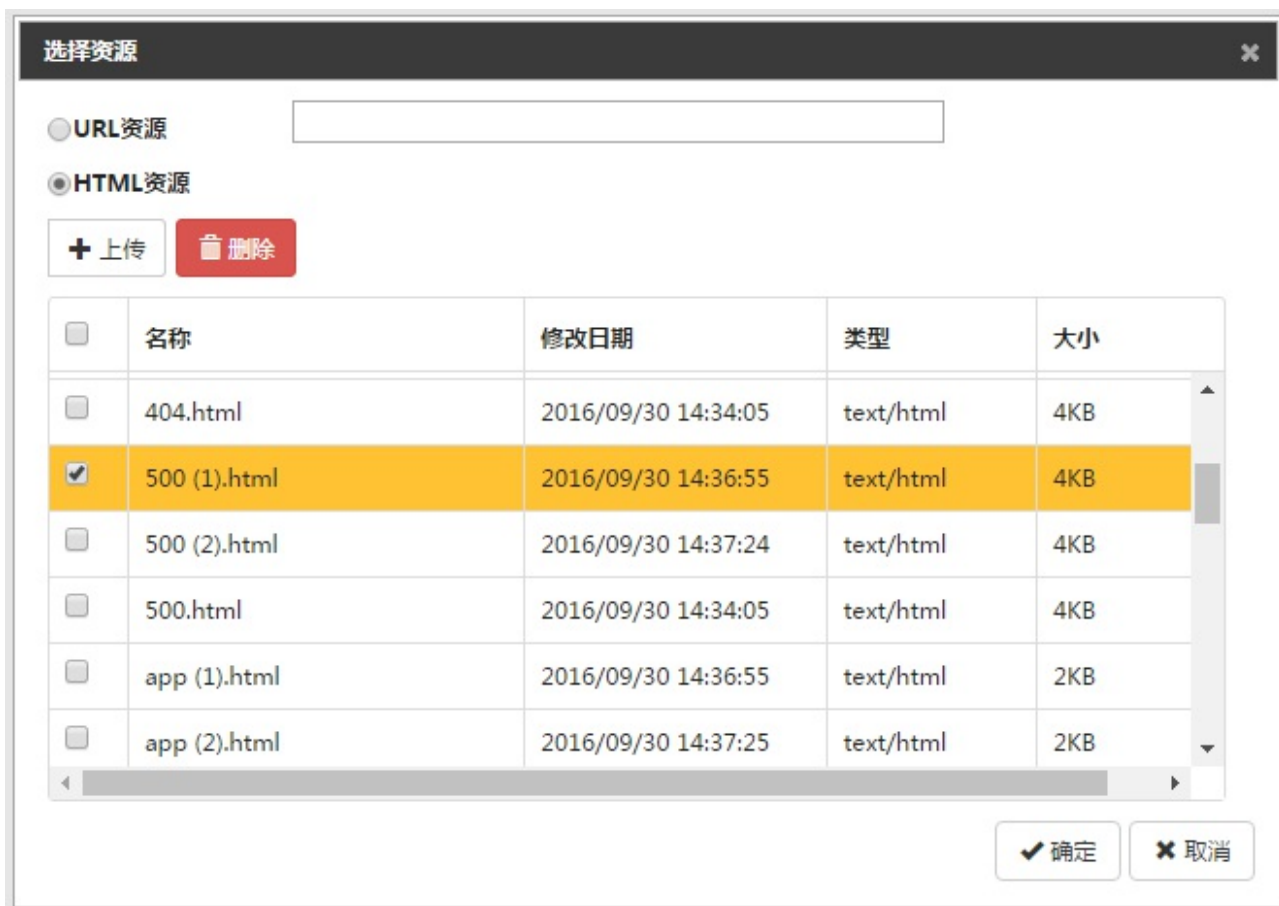 选择资源
URL资源
HTML资源
上传 删除
名称 修改日期 类型 大小
404.html 2016/09/30 14:34:05 text/html 4KB
500 (1).html 2016/09/30 14:36:55 text/html 4KB
500 (2).html 2016/09/30 14:37:24 text/html 4KB
500.html 2016/09/30 14:34:05 text/html 4KB
app (1).html 2016/09/30 14:36:55 text/html 2KB
app (2).html 2016/09/30 14:37:25 text/html 2KB
确定 取消